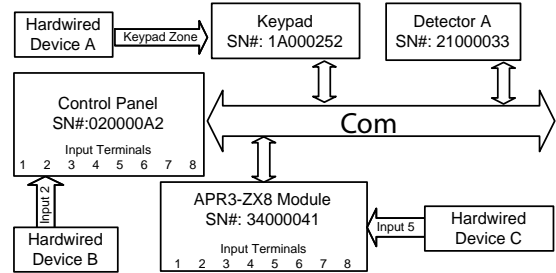 Hardwired
Device A
Keypad Zone
Keypad
SN#: 1A000252
Detector A
SN#: 21000033
Control Panel
SN#:020000A2
Input Terminals
1 2 3 4 5 6 7 8
Com
Input 2
Hardwired
Device B
APR3-ZX8 Module
SN#: 34000041
Input Terminals
1 2 3 4 5 6 7 8
Input 5
Hardwired
Device C